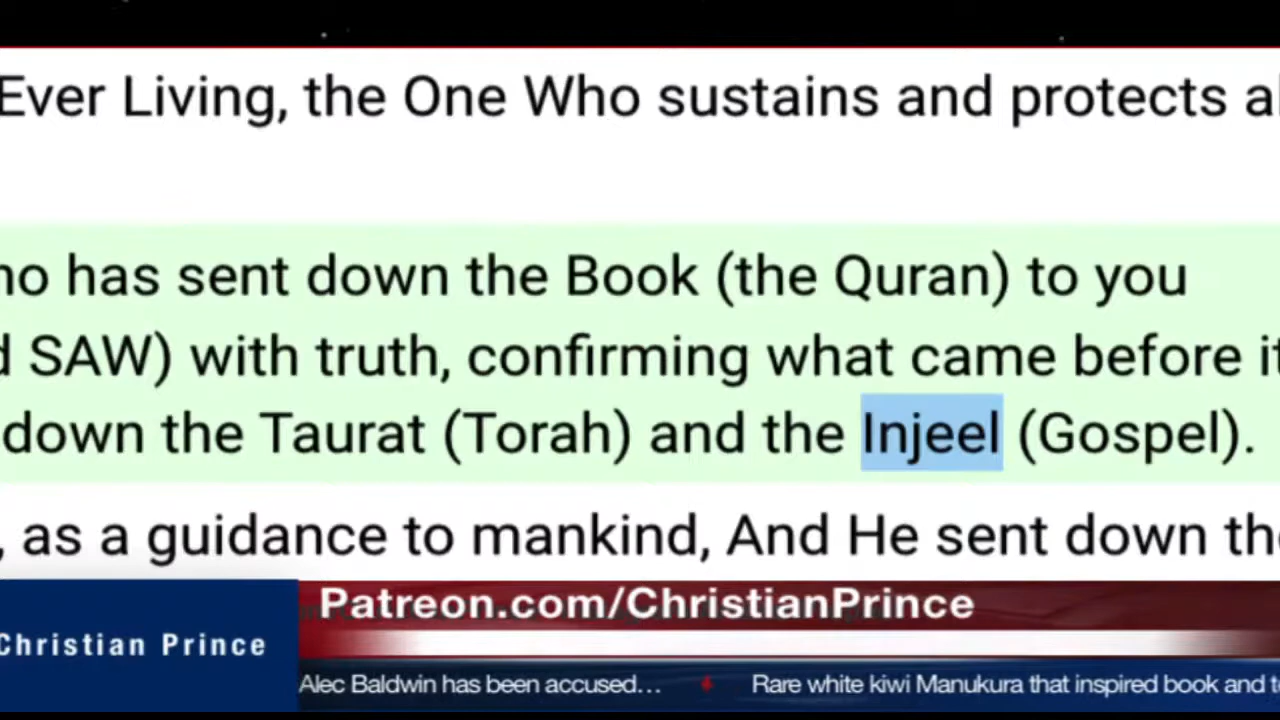 Ever Living, the One Who sustains and protects
has sent down the Book (the Quran) to you
SAW) with truth, confirming what came before it
down the Taurat (Torah) and the Injeel (Gospel).
, as a guidance to mankind, And He sent down
Patreon.com/ChristianPrince
Christian Prince
Alec Baldwin has been accused... Rare white kiwi Manukura that inspired book and